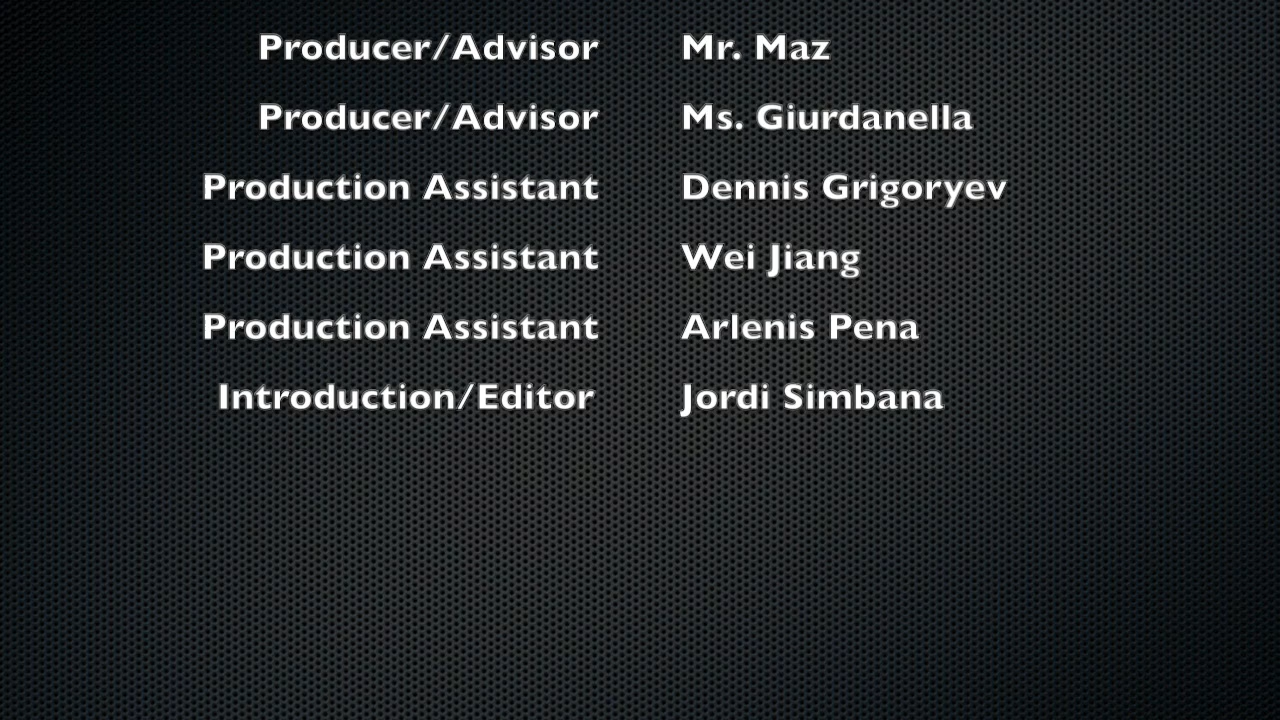 Producer/Advisor Mr. Maz
Producer/Advisor Ms. Giurdanella
Production Assistant Dennis Grigoryev
Production Assistant Wei Jiang
Production Assistant Arlenis Pena
Introduction/Editor Jordi Simbana